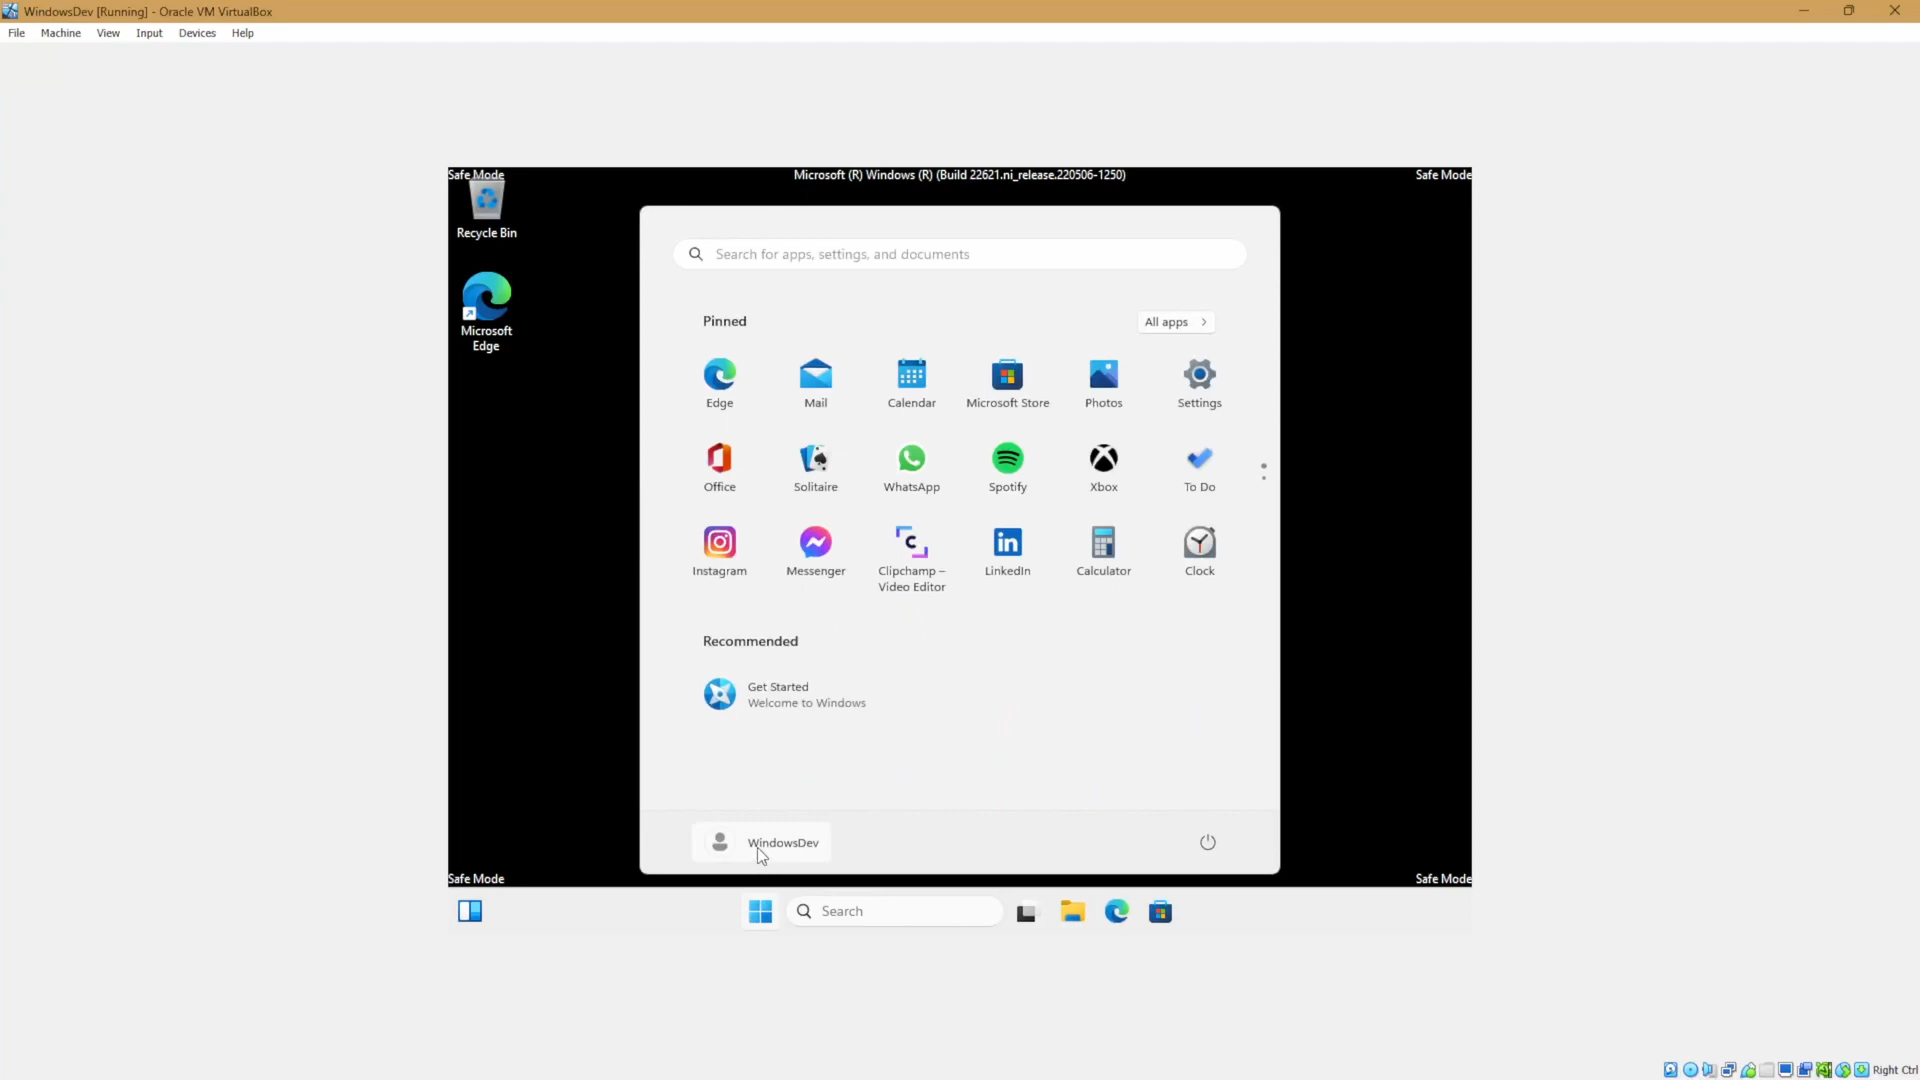 WindowsDev [Running] - Oracle VM VirtualBox
File Machine View Input Devices Help
Safe Mode Microsoft (R) Windows (R) (Build 22621.ni_release.220506-1250) Safe Mode
Recycle Bin
Microsoft
Edge
Search for apps, settings, and documents
Pinned All apps
Edge Mail Calendar Microsoft Store Photos Settings
Office Solitaire WhatsApp Spotify Xbox To Do
Instagram Messenger Clipchamp – LinkedIn Calculator Clock
Video Editor
Recommended
Get Started
Welcome to Windows
WindowsDev
Safe Mode Safe Mode
Search
Right Ctrl